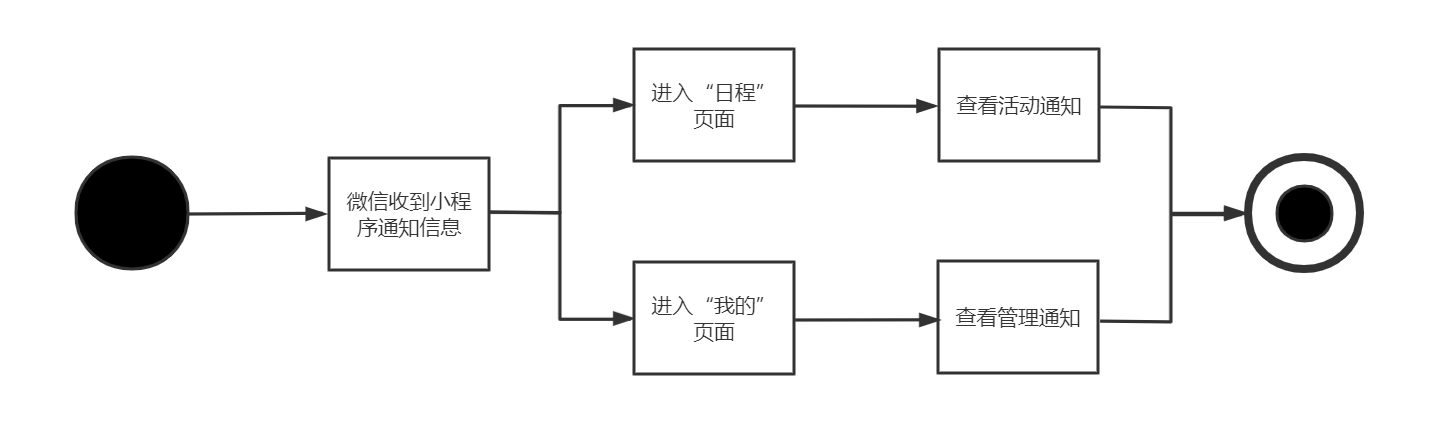 微信收到小程
序通知信息
进入“日程”
页面
查看活动通知
进入“我的”
页面
查看管理通知